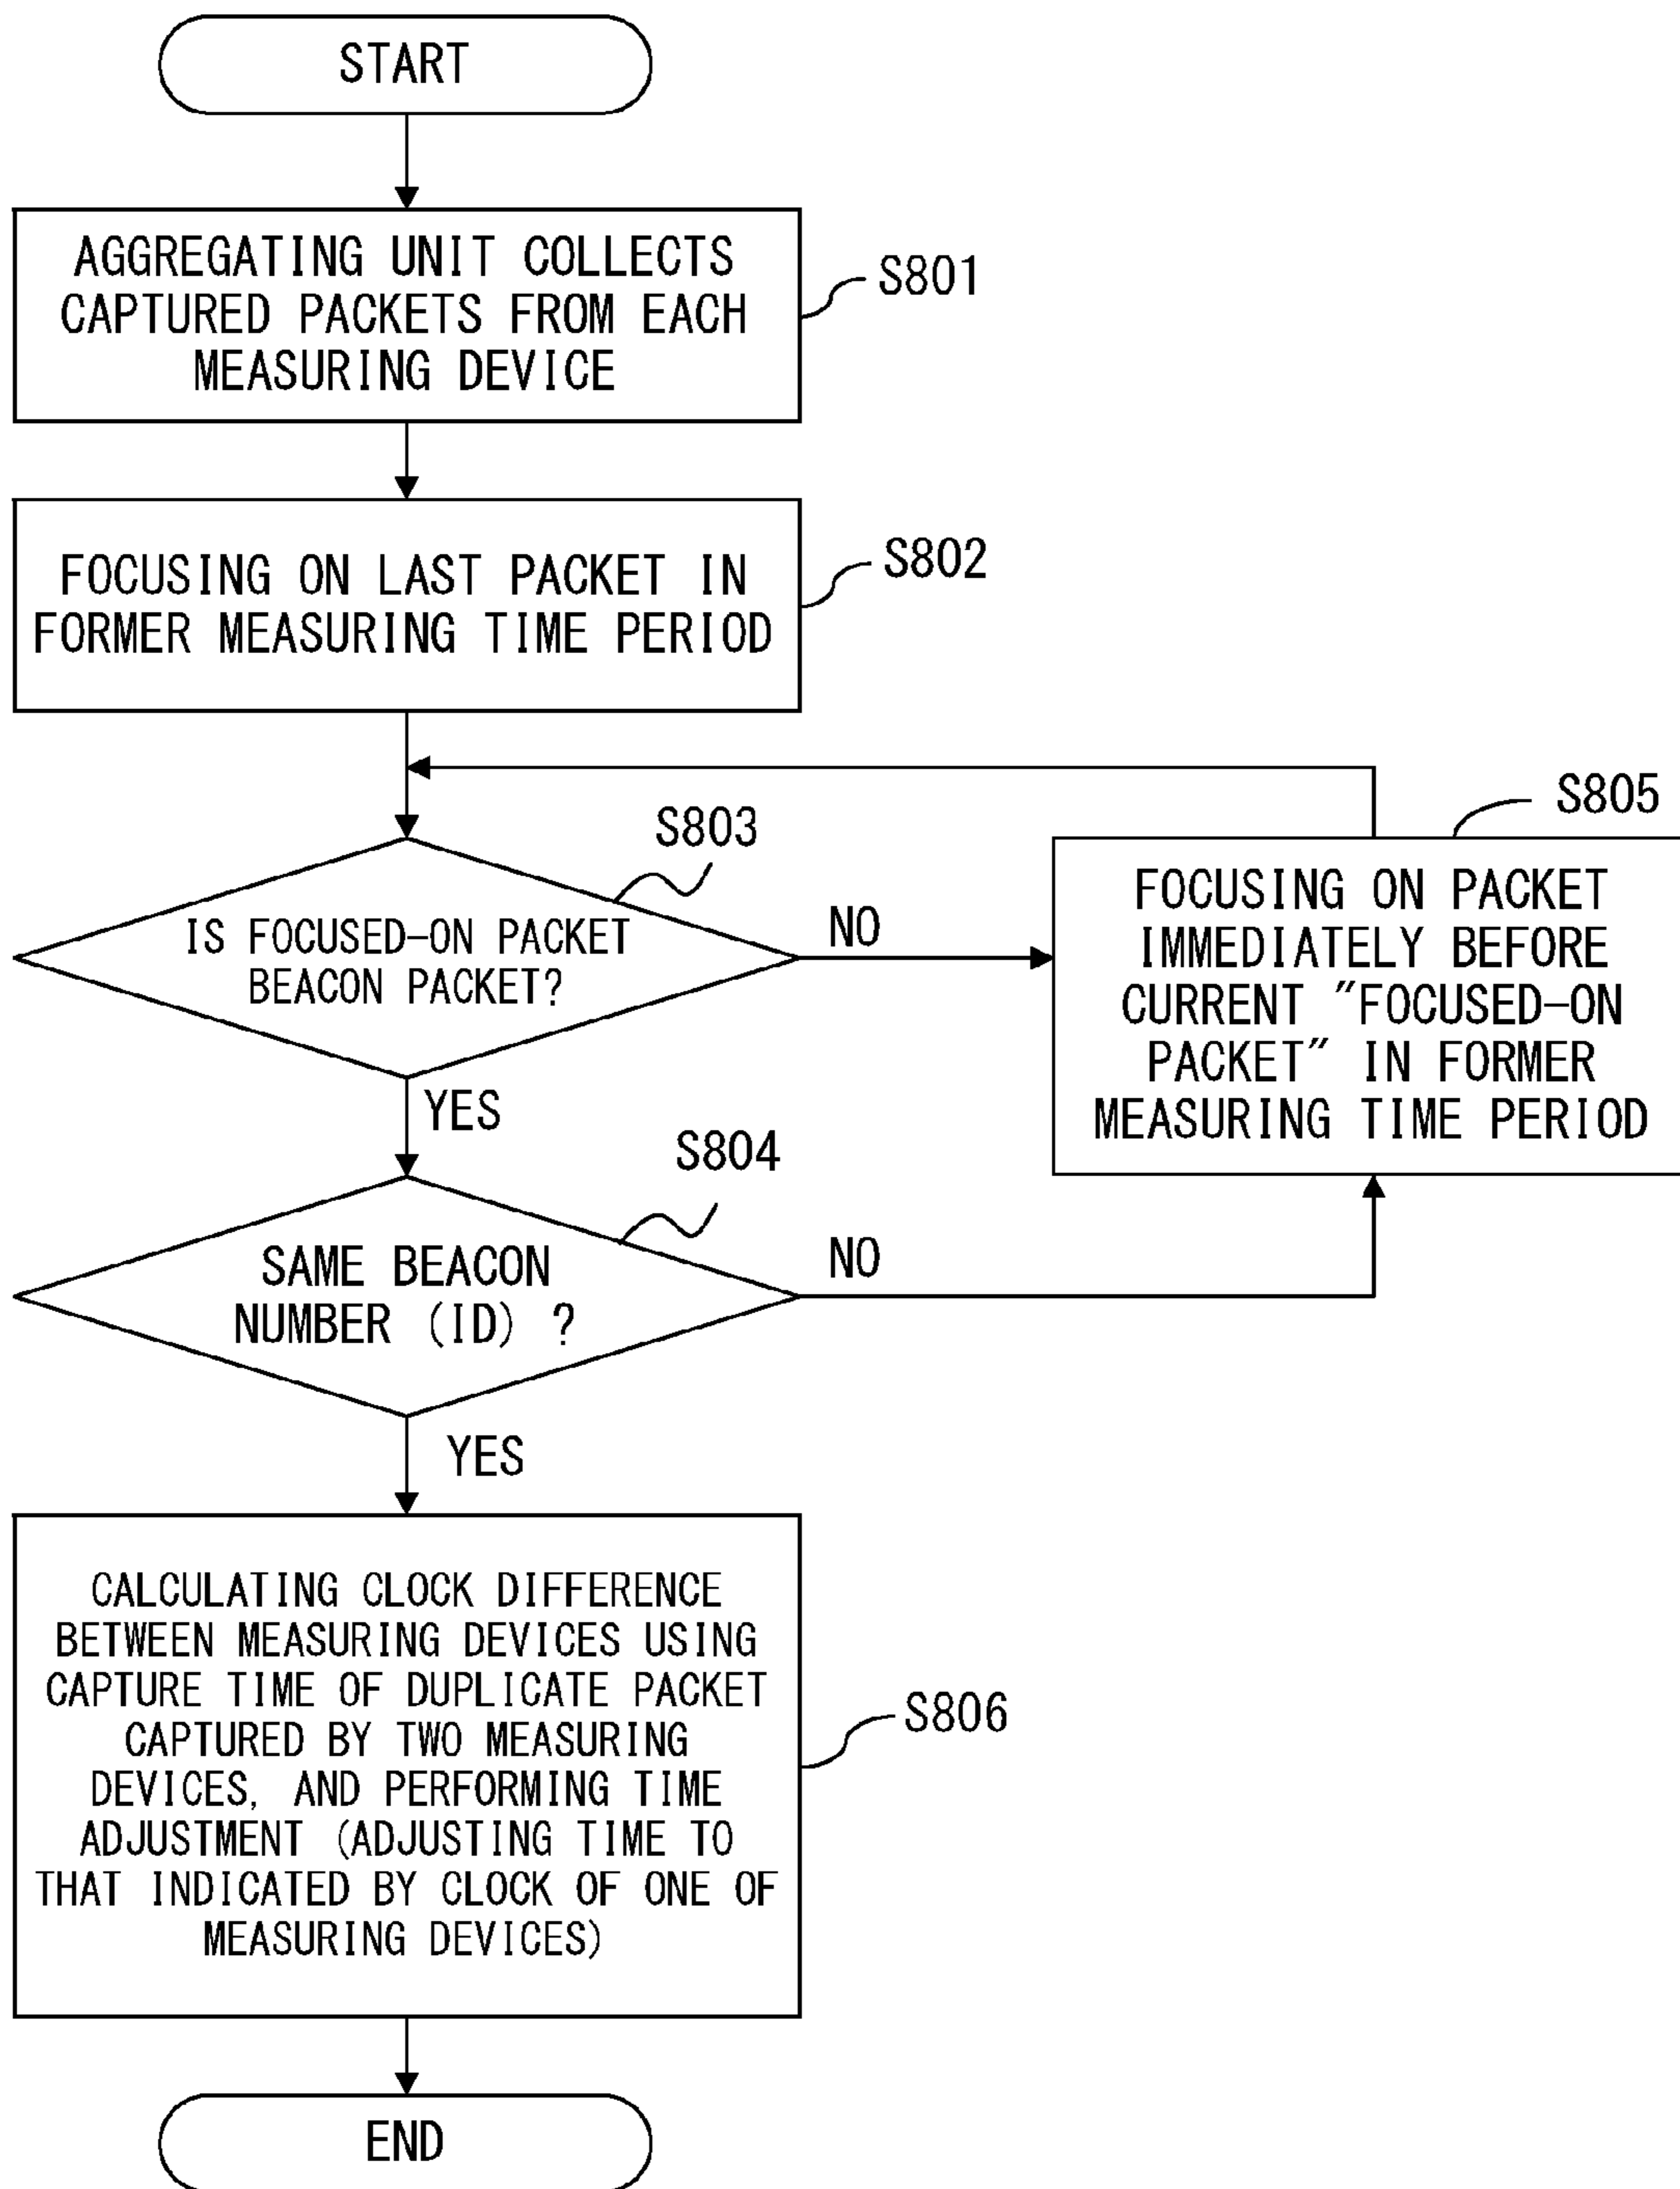 START
AGGREGATING UNIT COLLECTS
CAPTURED PACKETS FROM EACH
MEASURING DEVICE
S801
FOCUSING ON LAST PACKET IN
FORMER MEASURING TIME PERIOD
S802
S803
IS FOCUSED-ON PACKET
BEACON PACKET?
NO
YES
S805
FOCUSING ON PACKET
IMMEDIATELY BEFORE
CURRENT "FOCUSED-ON
PACKET" IN FORMER
MEASURING TIME PERIOD
S804
SAME BEACON
NUMBER (ID) ?
NO
YES
CALCULATING CLOCK DIFFERENCE
BETWEEN MEASURING DEVICES USING
CAPTURE TIME OF DUPLICATE PACKET
CAPTURED BY TWO MEASURING
DEVICES, AND PERFORMING TIME
ADJUSTMENT (ADJUSTING TIME TO
THAT INDICATED BY CLOCK OF ONE OF
MEASURING DEVICES)
S806
END